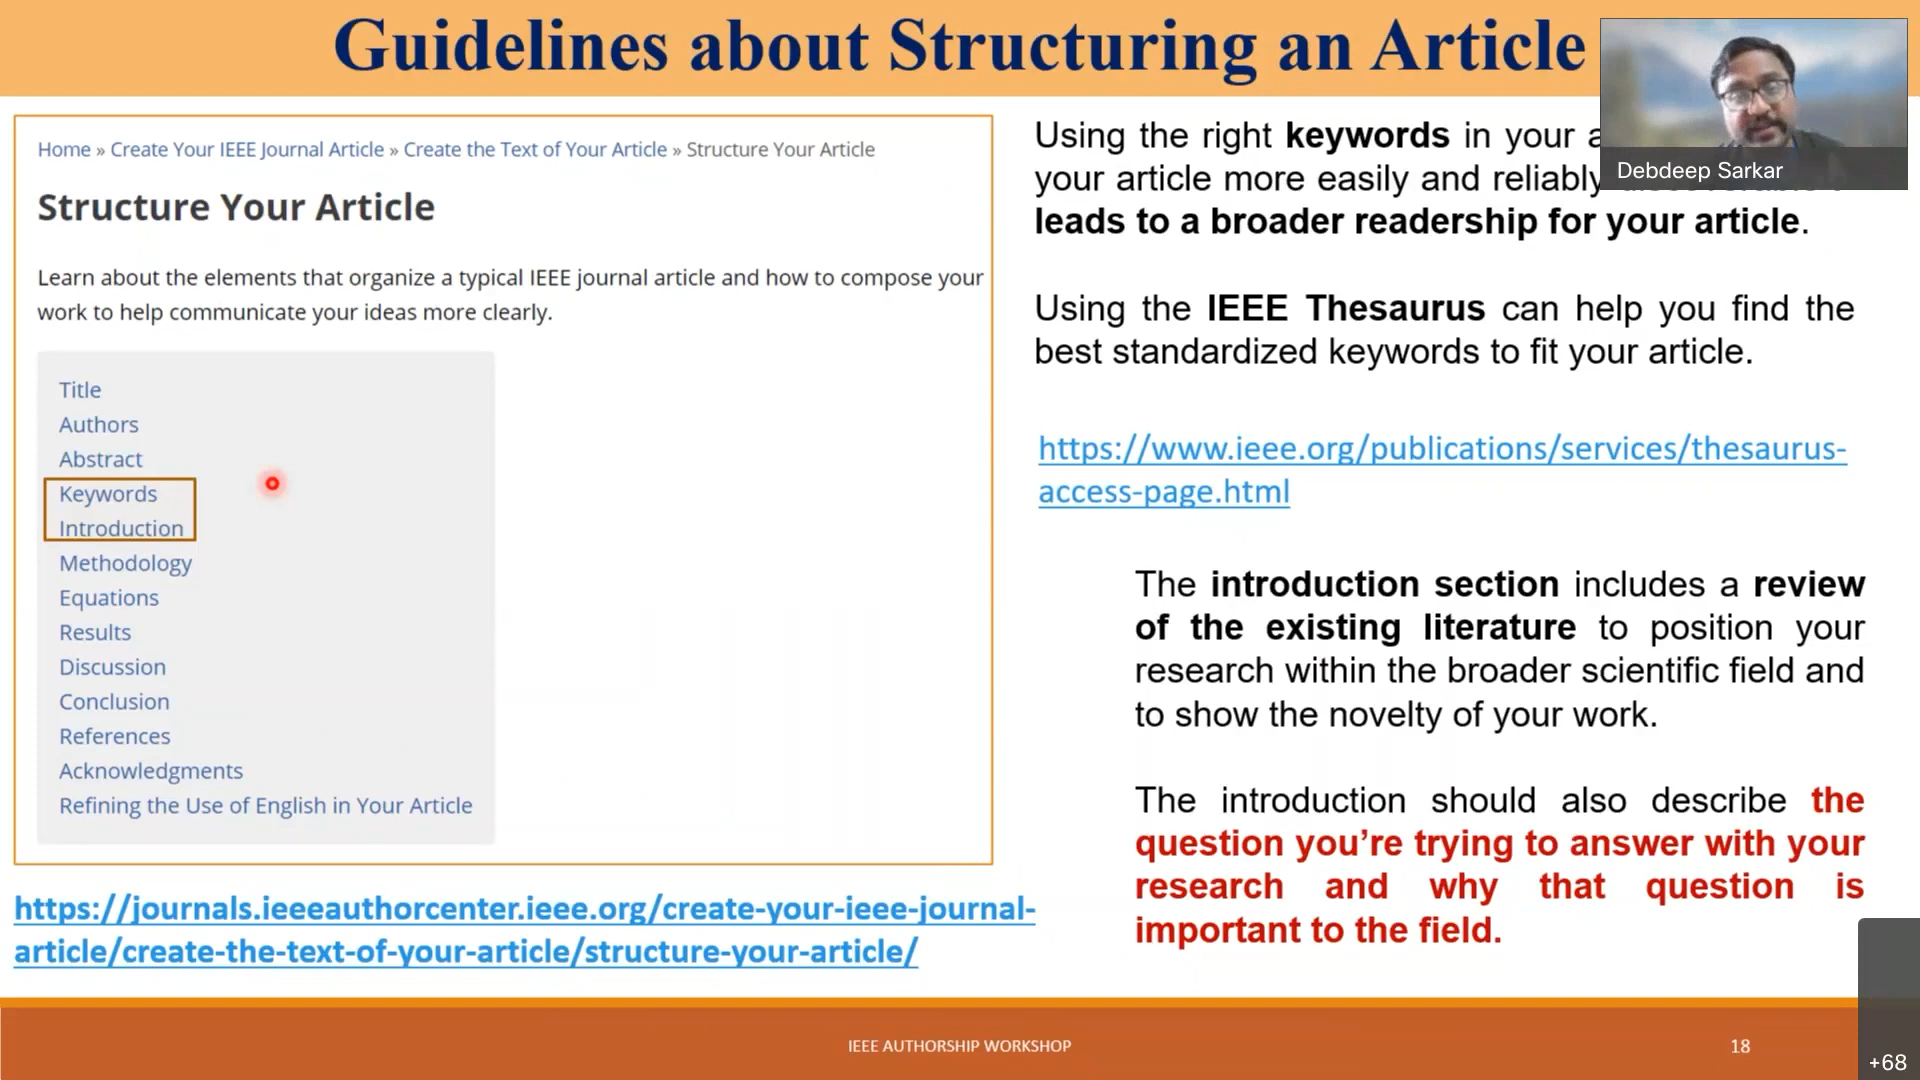 Guidelines about Structuring an Article
Debdeep Sarkar
Home » Create Your IEEE Journal Article » Create the Text of Your Article » Structure Your Article
Structure Your Article
Learn about the elements that organize a typical IEEE journal article and how to compose your
work to help communicate your ideas more clearly.
Title
Authors
Abstract
Keywords
Introduction
Methodology
Equations
Results
Discussion
Conclusion
References
Acknowledgments
Refining the Use of English in Your Article
https://journals.ieeeauthorcenter.ieee.org/create-your-ieee-journal-
article/create-the-text-of-your-article/structure-your-article/
Using the right keywords in your
your article more easily and reliably
leads to a broader readership for your article.
Using the IEEE Thesaurus can help you find the
best standardized keywords to fit your article.
https://www.ieee.org/publications/services/thesaurus-
access-page.html
The introduction section includes a review
of the existing literature to position your
research within the broader scientific field and
to show the novelty of your work.
The introduction should also describe the
question you’re trying to answer with your
research and why that question is
important to the field.
IEEE AUTHORSHIP WORKSHOP
18
+68